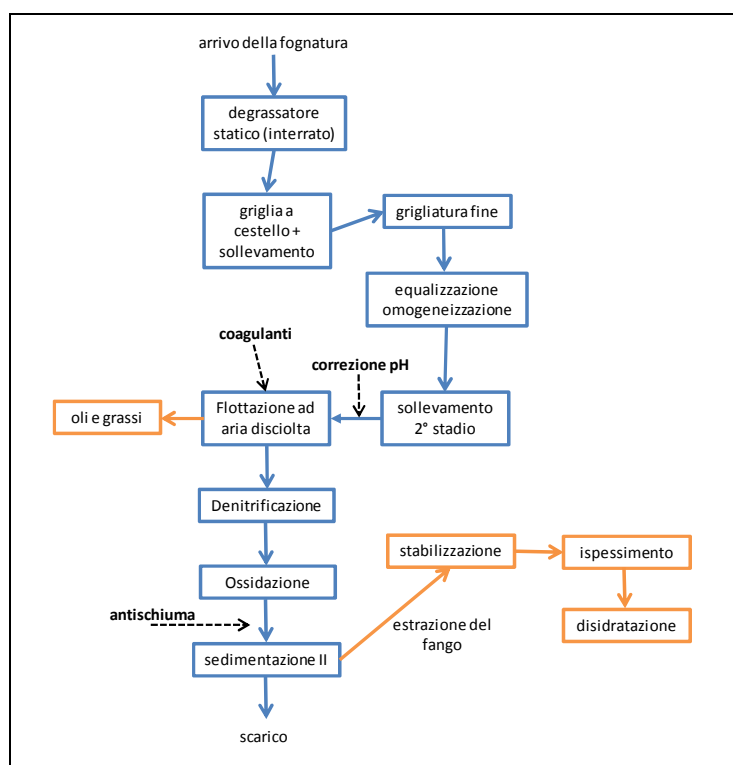 arrivo della fognatura
degrassatore
statico (interrato)
griglia a
cestello +
sollevamento
grigliatura fine
equalizzazione
omogeneizzazione
coagulanti
correzione pH
oli e grassi
Flottazione ad
aria disciolta
sollevamento
2° stadio
Denitrificazione
stabilizzazione
ispessimento
Ossidazione
antischiuma
estrazione del
fango
disidratazione
sedimentazione II
scarico